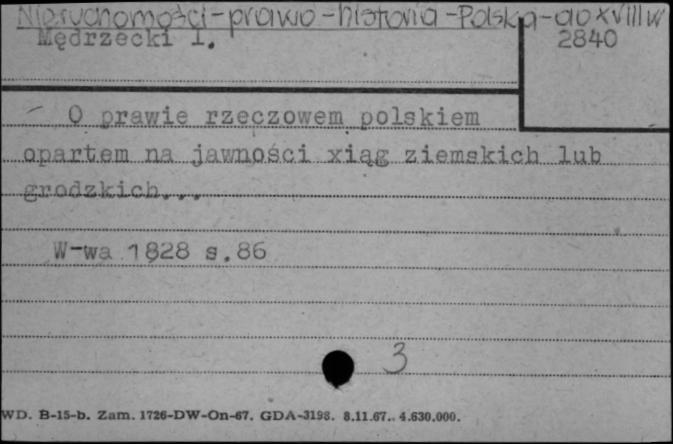 Nieruchomości-prawo-historia-Polska-do XVIII w
Mędrzecki I.
2840
O prawie rzeczowem polskiem
opartem na jawności xiąg ziemskich lub
grodzkich...
W-wa 1828 s.86
3
WD. B-15-b. Zam. 1726-DW-On-67. GDA-3198. 8.11.67.. 4.630.000.